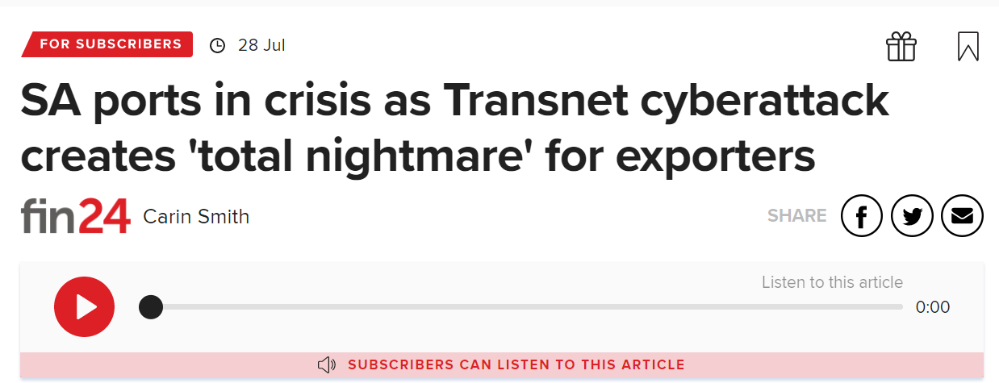 FOR SUBSCRIBERS 28 Jul
SA ports in crisis as Transnet cyberattack
creates 'total nightmare' for exporters
fin24 Carin Smith SHARE
Listen to this article
0:00
SUBSCRIBERS CAN LISTEN TO THIS ARTICLE